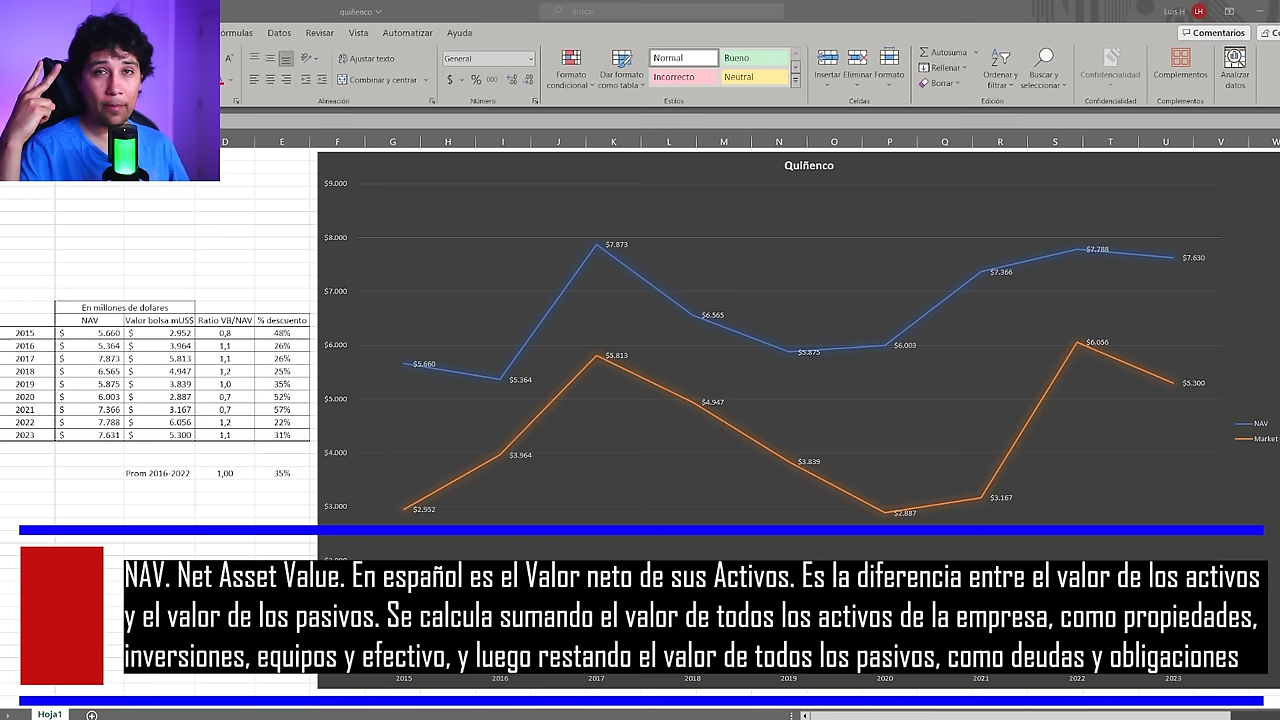 quiñenco
Buscar
Luis H
LH
órmulas
Datos
Revisar
Vista
Automatizar
Ayuda
Comentarios
Ajustar texto
Combinar y centrar
Alineación
General
$ %
Número
Formato condicional
Dar formato como tabla
Normal
Bueno
Incorrecto
Neutral
Estilos
Insertar
Eliminar
Formato
Celdas
Autosuma
Rellenar
Borrar
Ordenar y filtrar
Buscar y seleccionar
Edición
Confidencialidad
Confidencialidad
Complementos
Complementos
Analizar datos
D E F G H I J K L M N O P Q R S T U V W
Quiñenco
$9.000
$8.000
$7.000
$6.000
$5.000
$4.000
$3.000
$5.660
$5.364
$7.873
$6.565
$5.875
$6.003
$7.366
$7.788
$7.630
$2.952
$3.964
$5.813
$4.947
$3.839
$2.887
$3.167
$6.056
$5.300
NAV
Market
En millones de dolares
NAV Valor bolsa mUS$ Ratio VB/NAV % descuento
2015 $ 5.660 $ 2.952 0,8 48%
2016 $ 5.364 $ 3.964 1,1 26%
2017 $ 7.873 $ 5.813 1,1 26%
2018 $ 6.565 $ 4.947 1,2 25%
2019 $ 5.875 $ 3.839 1,0 35%
2020 $ 6.003 $ 2.887 0,7 52%
2021 $ 7.366 $ 3.167 0,7 57%
2022 $ 7.788 $ 6.056 1,2 22%
2023 $ 7.631 $ 5.300 1,1 31%
Prom 2016-2022 1,00 35%
NAV. Net Asset Value. En español es el Valor neto de sus Activos. Es la diferencia entre el valor de los activos
y el valor de los pasivos. Se calcula sumando el valor de todos los activos de la empresa, como propiedades,
inversiones, equipos y efectivo, y luego restando el valor de todos los pasivos, como deudas y obligaciones
2015 2016 2017 2018 2019 2020 2021 2022 2023
Hoja1